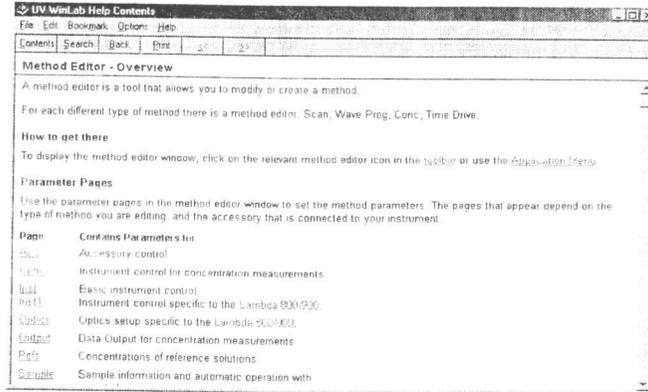 UV WinLab Help Contents
File Edit Bookmark Options Help
Contents Search Back Print << >>
Method Editor - Overview
A method editor is a tool that allows you to modify or create a method.
For each different type of method there is a method editor: Scan, Wave Prog, Conc, Time Drive.
How to get there
To display the method editor window, click on the relevant method editor icon in the toolbar or use the Application Menu.
Parameter Pages
Use the parameter pages in the method editor window to set the method parameters. The pages that appear depend on the
type of method you are editing, and the accessory that is connected to your instrument.
Page Contains Parameters for
Accessory control
Instrument control for concentration measurements.
Inst Basic instrument control.
Inst1 Instrument control specific to the Lambda 800/900.
Optics Optics setup specific to the Lambda 800/900.
Output Data Output for concentration measurements
Refs Concentrations of reference solutions
Sample Sample information and automatic operation with